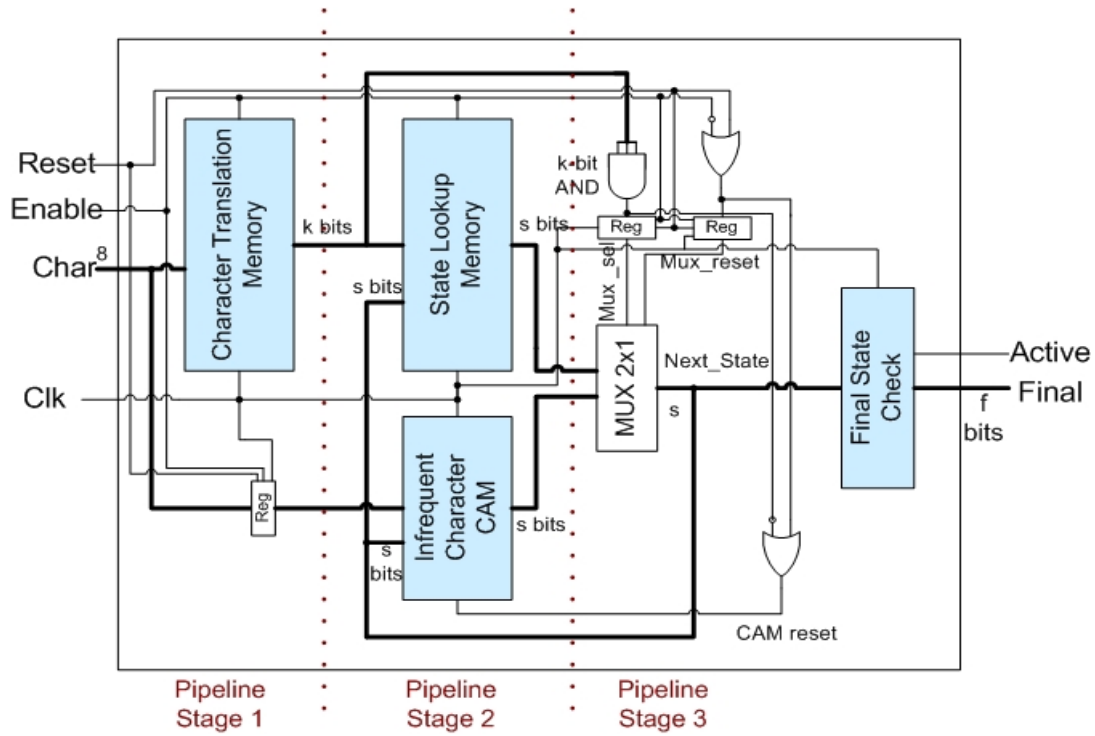 Reset
Enable
Char
8
Clk
Character Translation
Memory
k bits
Reg
State Lookup
Memory
s bits
s bits
Infrequent
Character
CAM
s bits
s
bits
k-bit
AND
Reg
Reg
Mux_sel
Mux_reset
MUX 2x1
Next_State
s
Final State
Check
Active
Final
f
bits
CAM reset
Pipeline
Stage 1
Pipeline
Stage 2
Pipeline
Stage 3